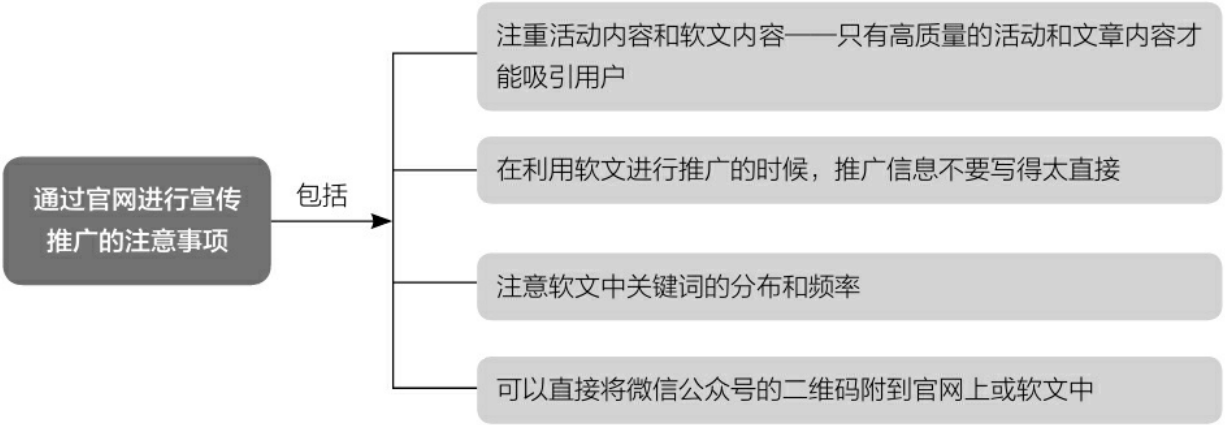 通过官网进行宣传
推广的注意事项
包括
注重活动内容和软文内容——只有高质量的活动和文章内容才
能吸引用户
在利用软文进行推广的时候，推广信息不要写得太直接
注意软文中关键词的分布和频率
可以直接将微信公众号的二维码附到官网上或软文中